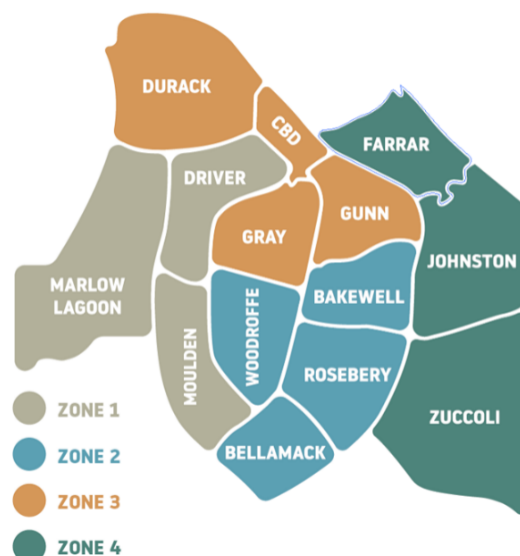 DURACK
CBD
FARRAR
DRIVER
GRAY
GUNN
JOHNSTON
MARLOW
LAGOON
MOULDEN
WOODROFFE
BAKEWELL
ROSEBERY
ZUCCOLI
BELLAMACK
ZONE 1
ZONE 2
ZONE 3
ZONE 4